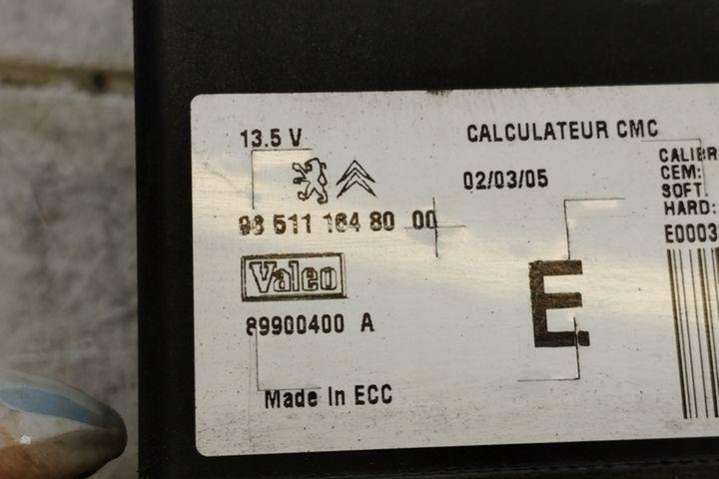 13.5 V
CALCULATEUR CMC
02/03/05
CALIBR
CEM:
SOFT.
HARD:
E0003
96 511 164 80 00
Valeo
89900400 A
E.
Made In ECC